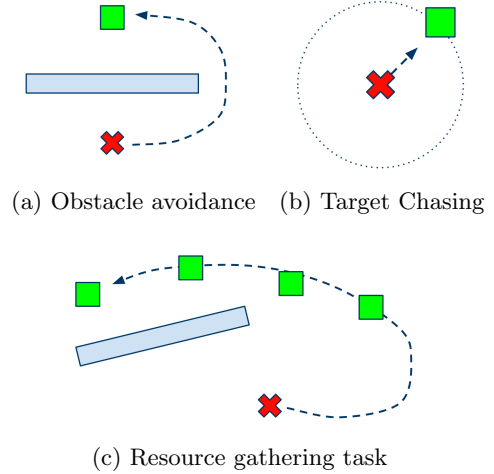 (a) Obstacle avoidance (b) Target Chasing
(c) Resource gathering task